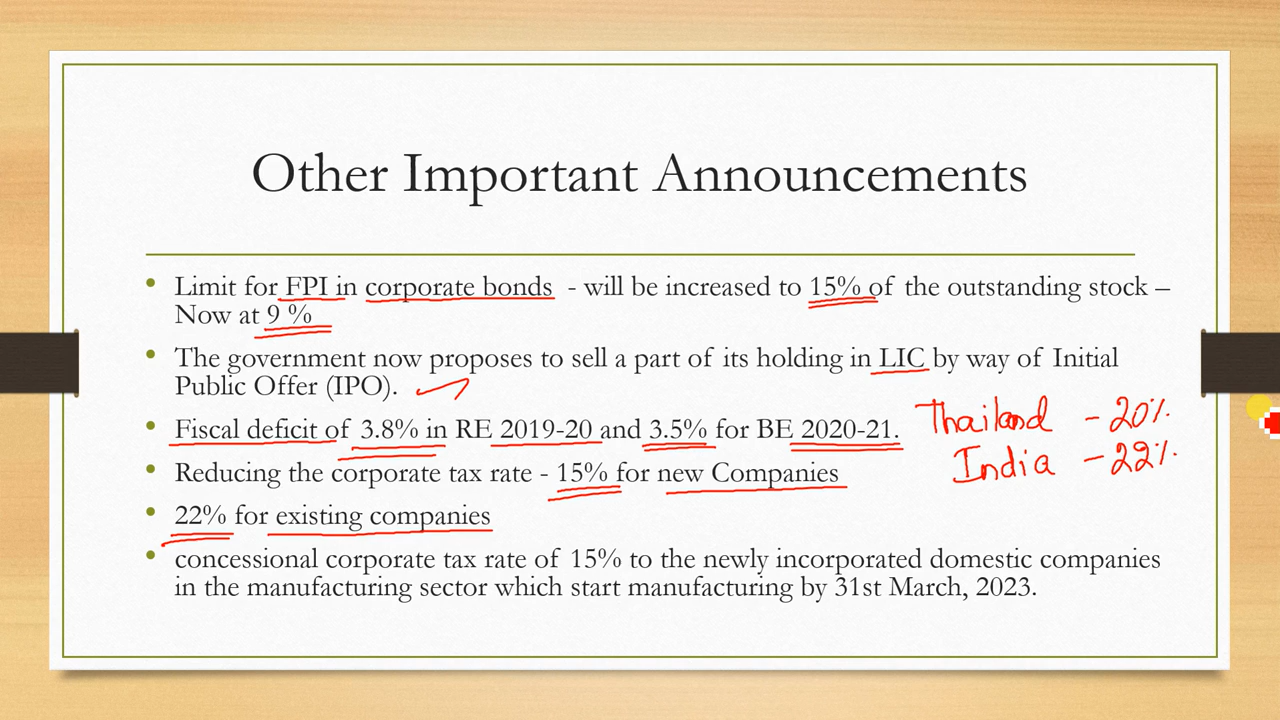 Other Important Announcements
• Limit for FPI in corporate bonds - will be increased to 15% of the outstanding stock –
Now at 9 %
• The government now proposes to sell a part of its holding in LIC by way of Initial
Public Offer (IPO).
• Fiscal deficit of 3.8% in RE 2019-20 and 3.5% for BE 2020-21.
Thailand - 20%
India - 22%
• Reducing the corporate tax rate - 15% for new Companies
• 22% for existing companies
• concessional corporate tax rate of 15% to the newly incorporated domestic companies
in the manufacturing sector which start manufacturing by 31st March, 2023.